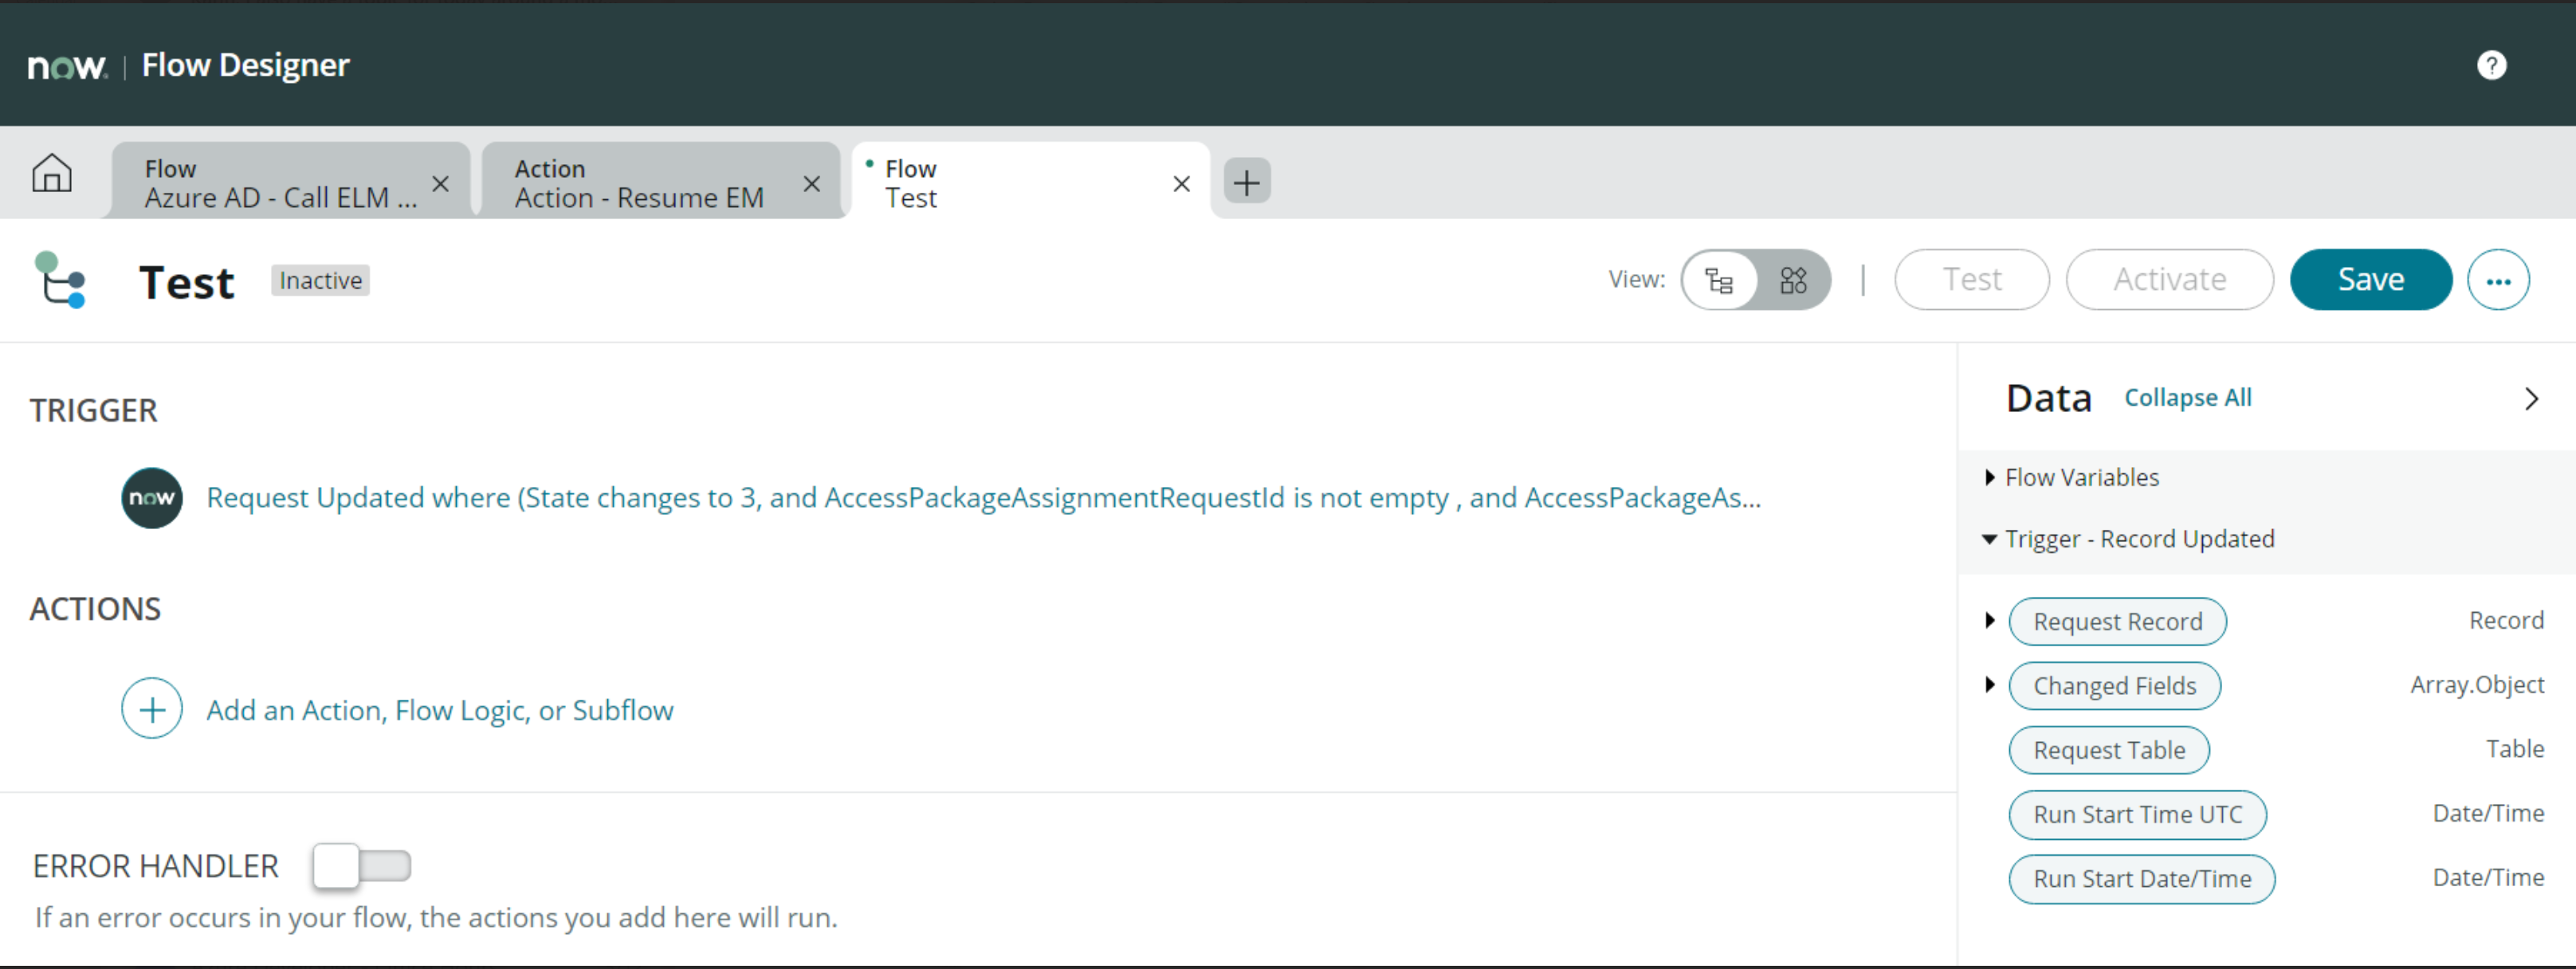 now. | Flow Designer ?
Flow
Azure AD - Call ELM ...
Action
Action - Resume EM
Flow
Test
Test Inactive
View: Test Activate Save ...
TRIGGER
now Request Updated where (State changes to 3, and AccessPackageAssignmentRequestId is not empty , and AccessPackageAs...
ACTIONS
Add an Action, Flow Logic, or Subflow
ERROR HANDLER
If an error occurs in your flow, the actions you add here will run.
Data Collapse All
Flow Variables
Trigger - Record Updated
Request Record Record
Changed Fields Array.Object
Request Table Table
Run Start Time UTC Date/Time
Run Start Date/Time Date/Time